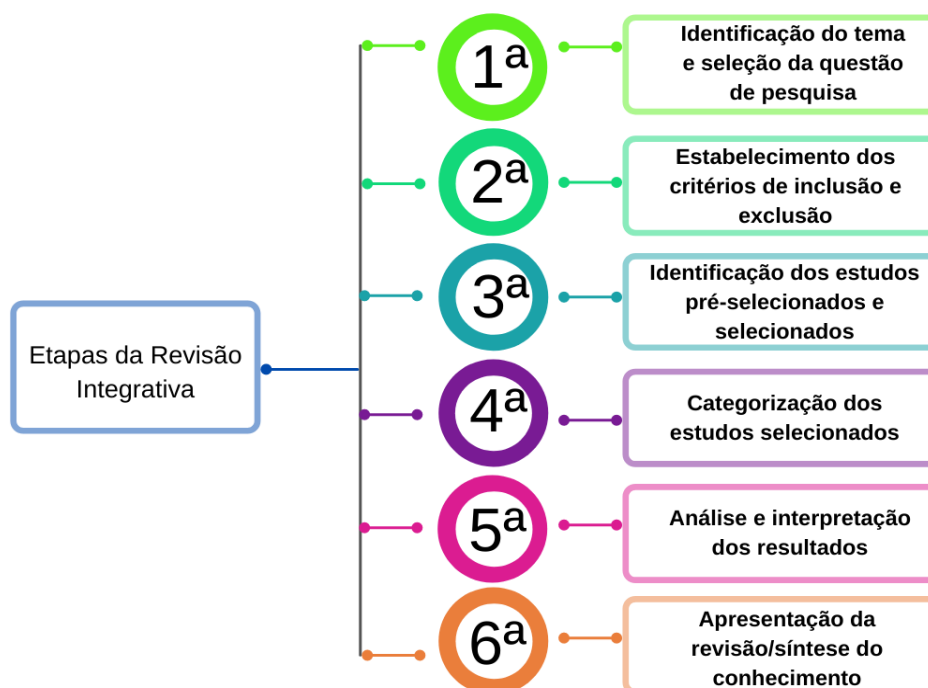 Etapas da Revisão
Integrativa
1ª
Identificação do tema
e seleção da questão
de pesquisa
2ª
Estabelecimento dos
critérios de inclusão e
exclusão
3ª
Identificação dos estudos
pré-selecionados e
selecionados
4ª
Categorização dos
estudos selecionados
5ª
Análise e interpretação
dos resultados
6ª
Apresentação da
revisão/síntese do
conhecimento